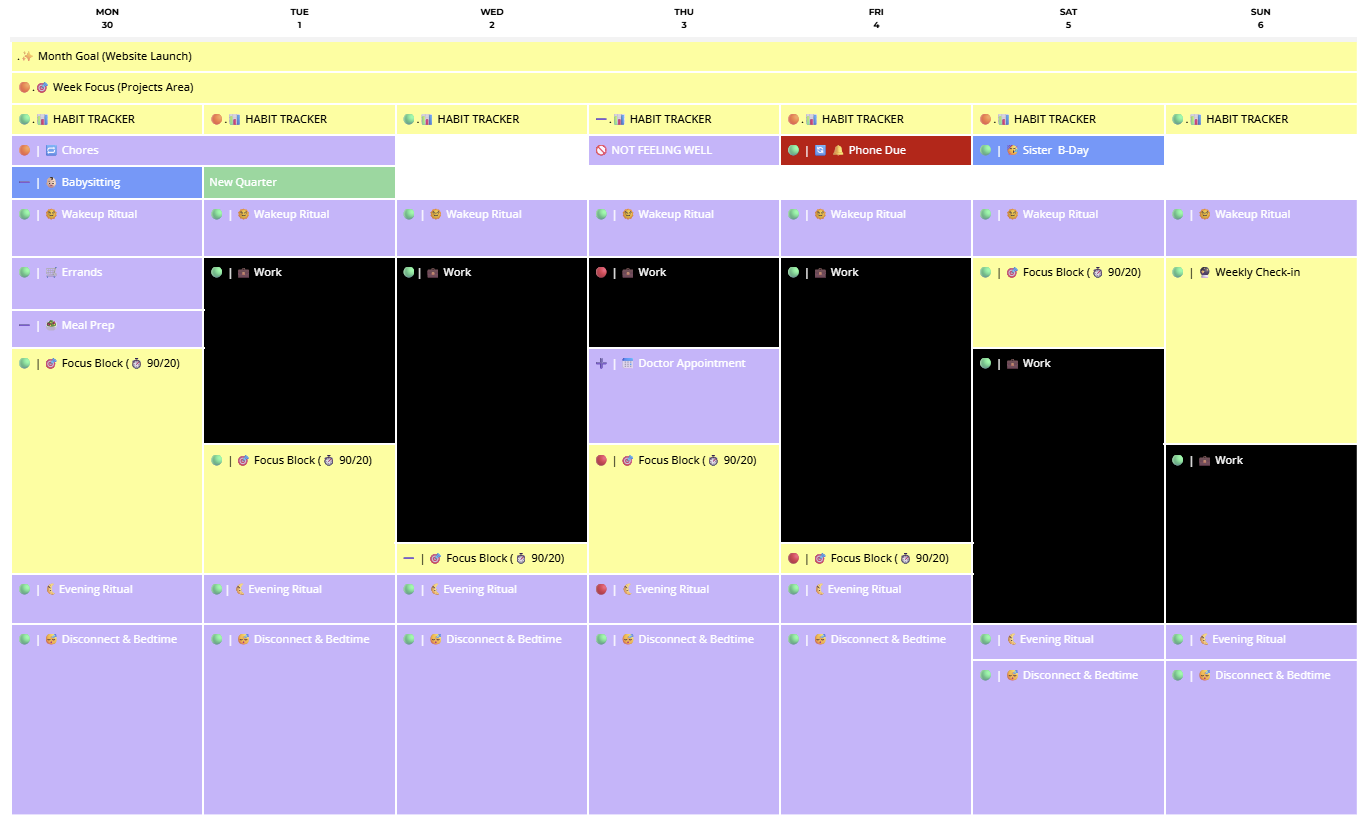 MON TUE WED THU FRI SAT SUN
30 1 2 3 4 5 6
.✨ Month Goal (Website Launch)
.🎯 Week Focus (Projects Area)
.📊 HABIT TRACKER .📊 HABIT TRACKER .📊 HABIT TRACKER — .📊 HABIT TRACKER .📊 HABIT TRACKER .📊 HABIT TRACKER .📊 HABIT TRACKER
| 🔁 Chores 🚫 NOT FEELING WELL | 🔄 🔔 Phone Due | 🥳 Sister B-Day
— | 👶 Babysitting New Quarter
| Wakeup Ritual | Wakeup Ritual | Wakeup Ritual | Wakeup Ritual | Wakeup Ritual | Wakeup Ritual | Wakeup Ritual
| 🛒 Errands | 💼 Work | 💼 Work | 💼 Work | 💼 Work | 🎯 Focus Block (⏱ 90/20) | Weekly Check-in
— | Meal Prep
| 🎯 Focus Block (⏱ 90/20) ➕ | 📅 Doctor Appointment | 💼 Work
| 🎯 Focus Block (⏱ 90/20) | 🎯 Focus Block (⏱ 90/20) | 💼 Work
— | 🎯 Focus Block (⏱ 90/20) | 🎯 Focus Block (⏱ 90/20)
| Evening Ritual | Evening Ritual | Evening Ritual | Evening Ritual | Evening Ritual
| 😴 Disconnect & Bedtime | 😴 Disconnect & Bedtime | 😴 Disconnect & Bedtime | 😴 Disconnect & Bedtime | 😴 Disconnect & Bedtime | Evening Ritual | Evening Ritual
| 😴 Disconnect & Bedtime | 😴 Disconnect & Bedtime